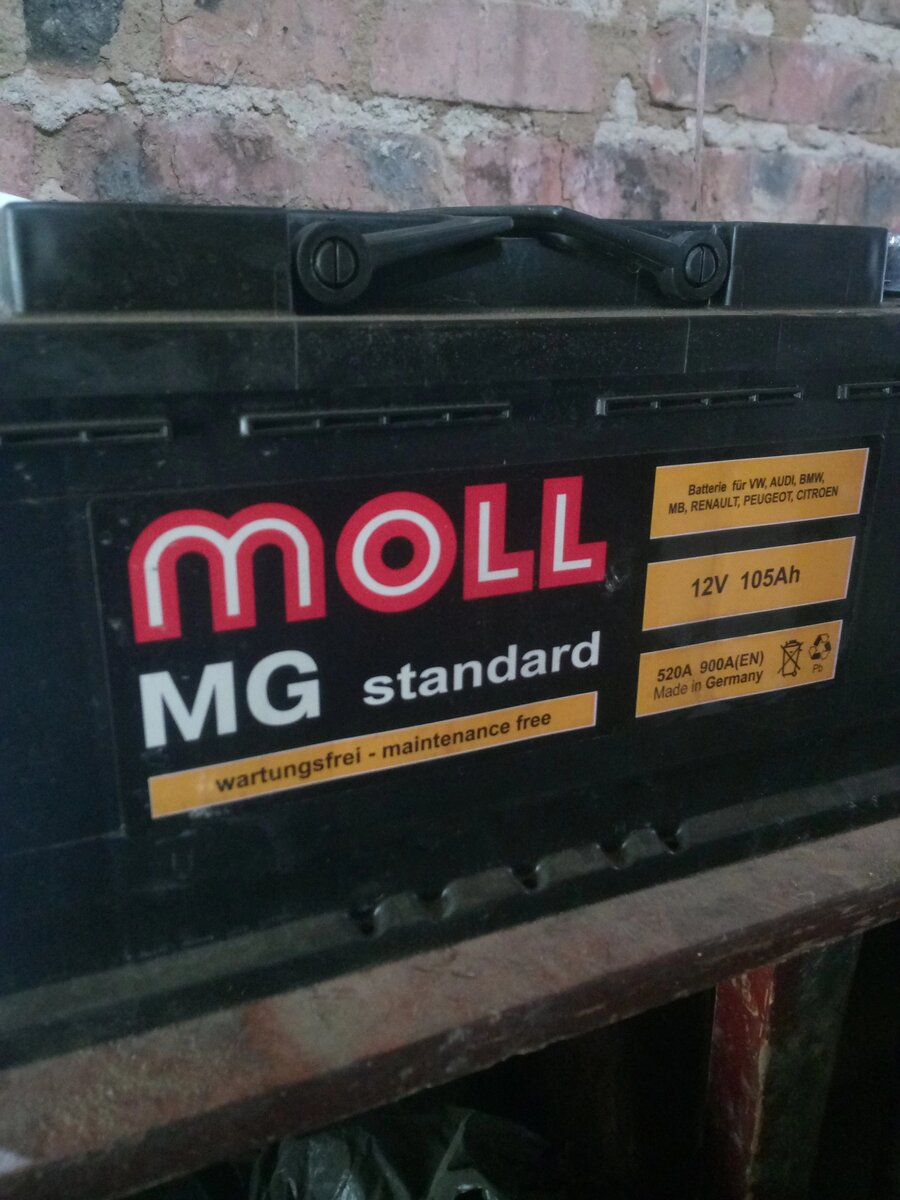 moll
MG standard
wartungsfrei - maintenance free
Batterie für VW, AUDI, BMW,
MB, RENAULT, PEUGEOT, CITROEN
12V 105Ah
520A 900A(EN)
Made in Germany
Pb